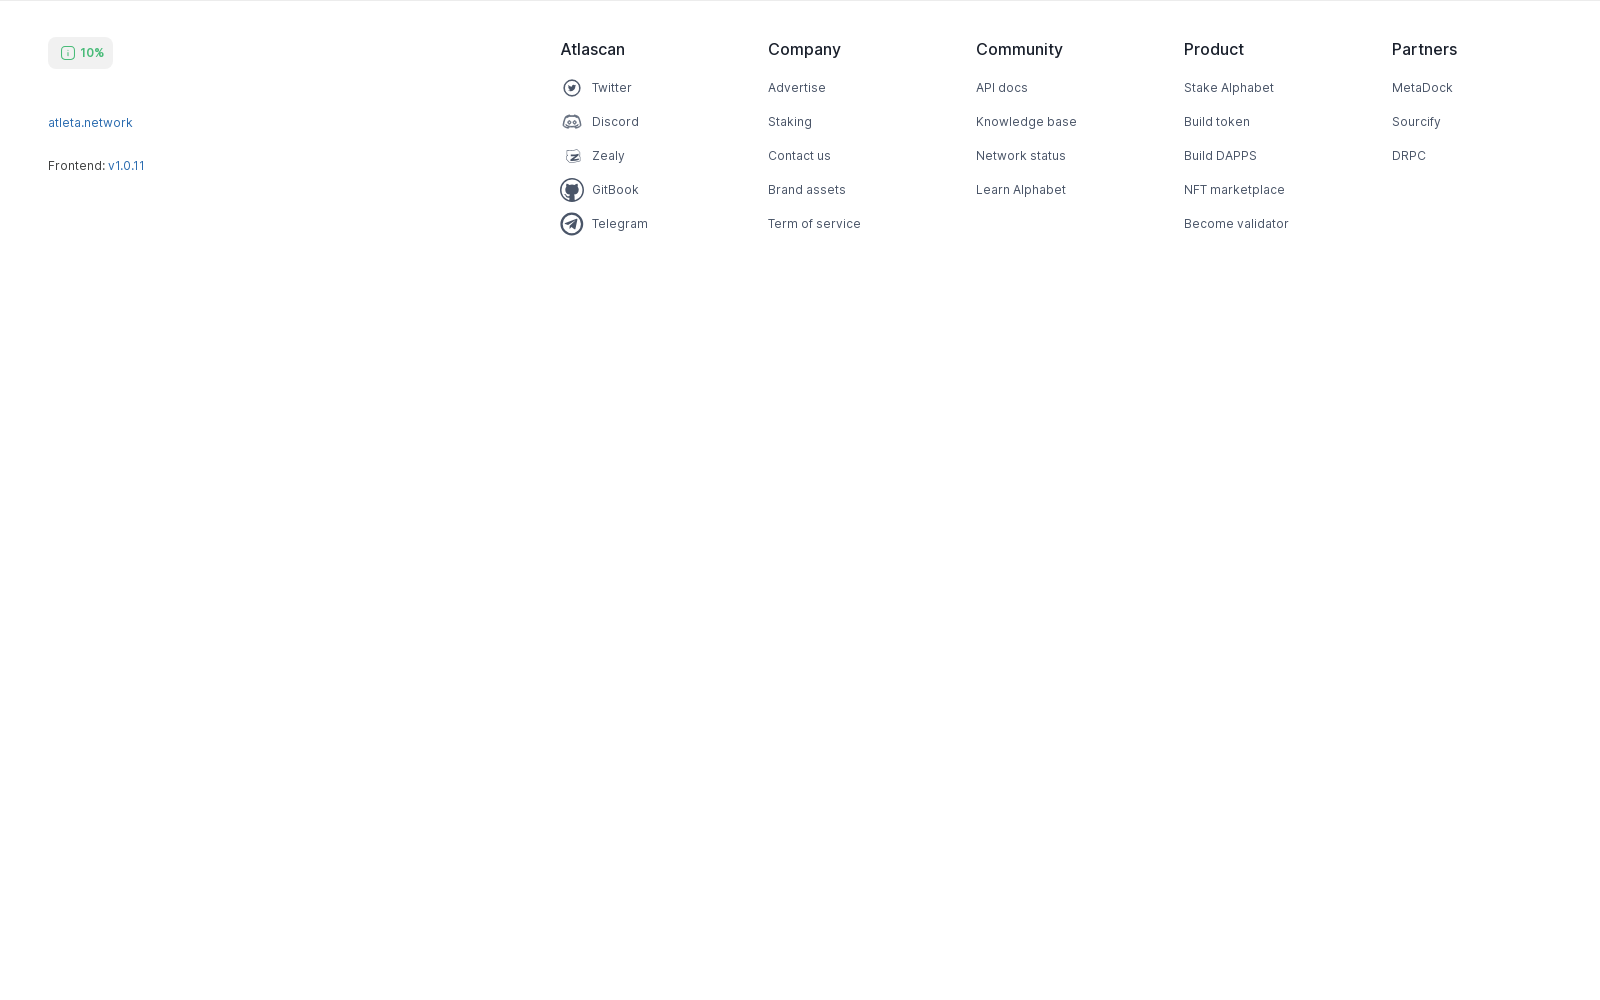 10%
atleta.network
Frontend: v1.0.11
Atlascan
Twitter
Discord
Zealy
GitBook
Telegram
Company
Advertise
Staking
Contact us
Brand assets
Term of service
Community
API docs
Knowledge base
Network status
Learn Alphabet
Product
Stake Alphabet
Build token
Build DAPPS
NFT marketplace
Become validator
Partners
MetaDock
Sourcify
DRPC